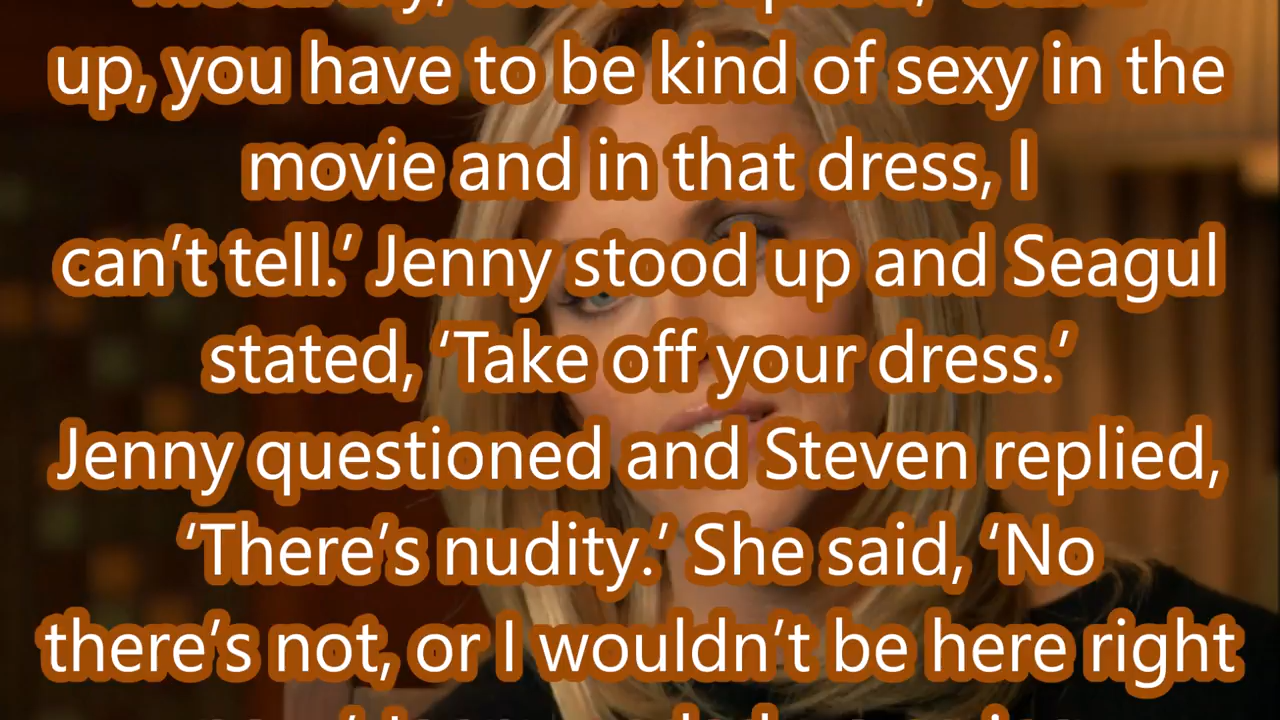 up, you have to be kind of sexy in the
movie and in that dress, I
can’t tell.’ Jenny stood up and Seagul
stated, ‘Take off your dress.’
Jenny questioned and Steven replied,
‘There’s nudity.’ She said, ‘No
there’s not, or I wouldn’t be here right